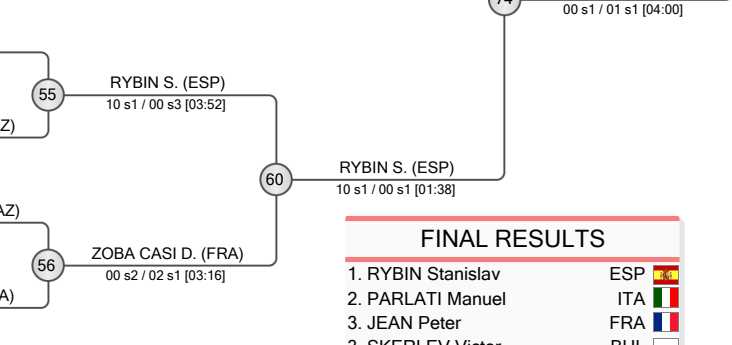 00 s1 / 01 s1 [04:00]
RYBIN S. (ESP)
55
10 s1 / 00 s3 [03:52]
Z)
RYBIN S. (ESP)
60
10 s1 / 00 s1 [01:38]
AZ)
FINAL RESULTS
ZOBA CASI D. (FRA)
56
00 s2 / 02 s1 [03:16]
1. RYBIN Stanislav ESP
A)
2. PARLATI Manuel ITA
3. JEAN Peter FRA